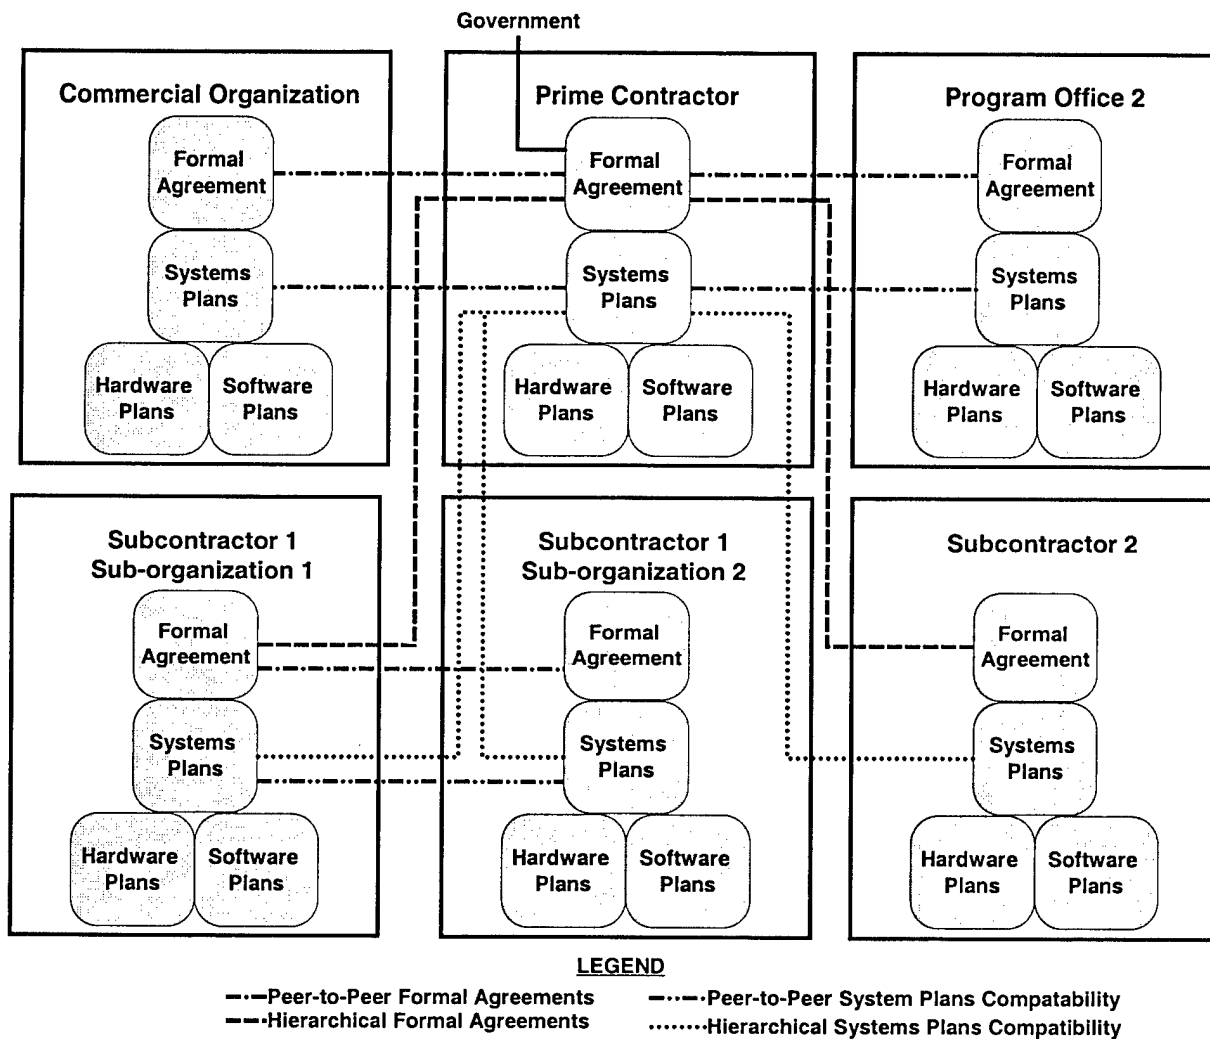 Government
Commercial Organization
Formal
Agreement
Systems
Plans
Hardware
Plans
Software
Plans
Prime Contractor
Formal
Agreement
Systems
Plans
Hardware
Plans
Software
Plans
Program Office 2
Formal
Agreement
Systems
Plans
Hardware
Plans
Software
Plans
Subcontractor 1
Sub-organization 1
Formal
Agreement
Systems
Plans
Hardware
Plans
Software
Plans
Subcontractor 1
Sub-organization 2
Formal
Agreement
Systems
Plans
Hardware
Plans
Software
Plans
Subcontractor 2
Formal
Agreement
Systems
Plans
Hardware
Plans
Software
Plans
LEGEND
Peer-to-Peer Formal Agreements
Hierarchical Formal Agreements
Peer-to-Peer System Plans Compatability
Hierarchical Systems Plans Compatibility